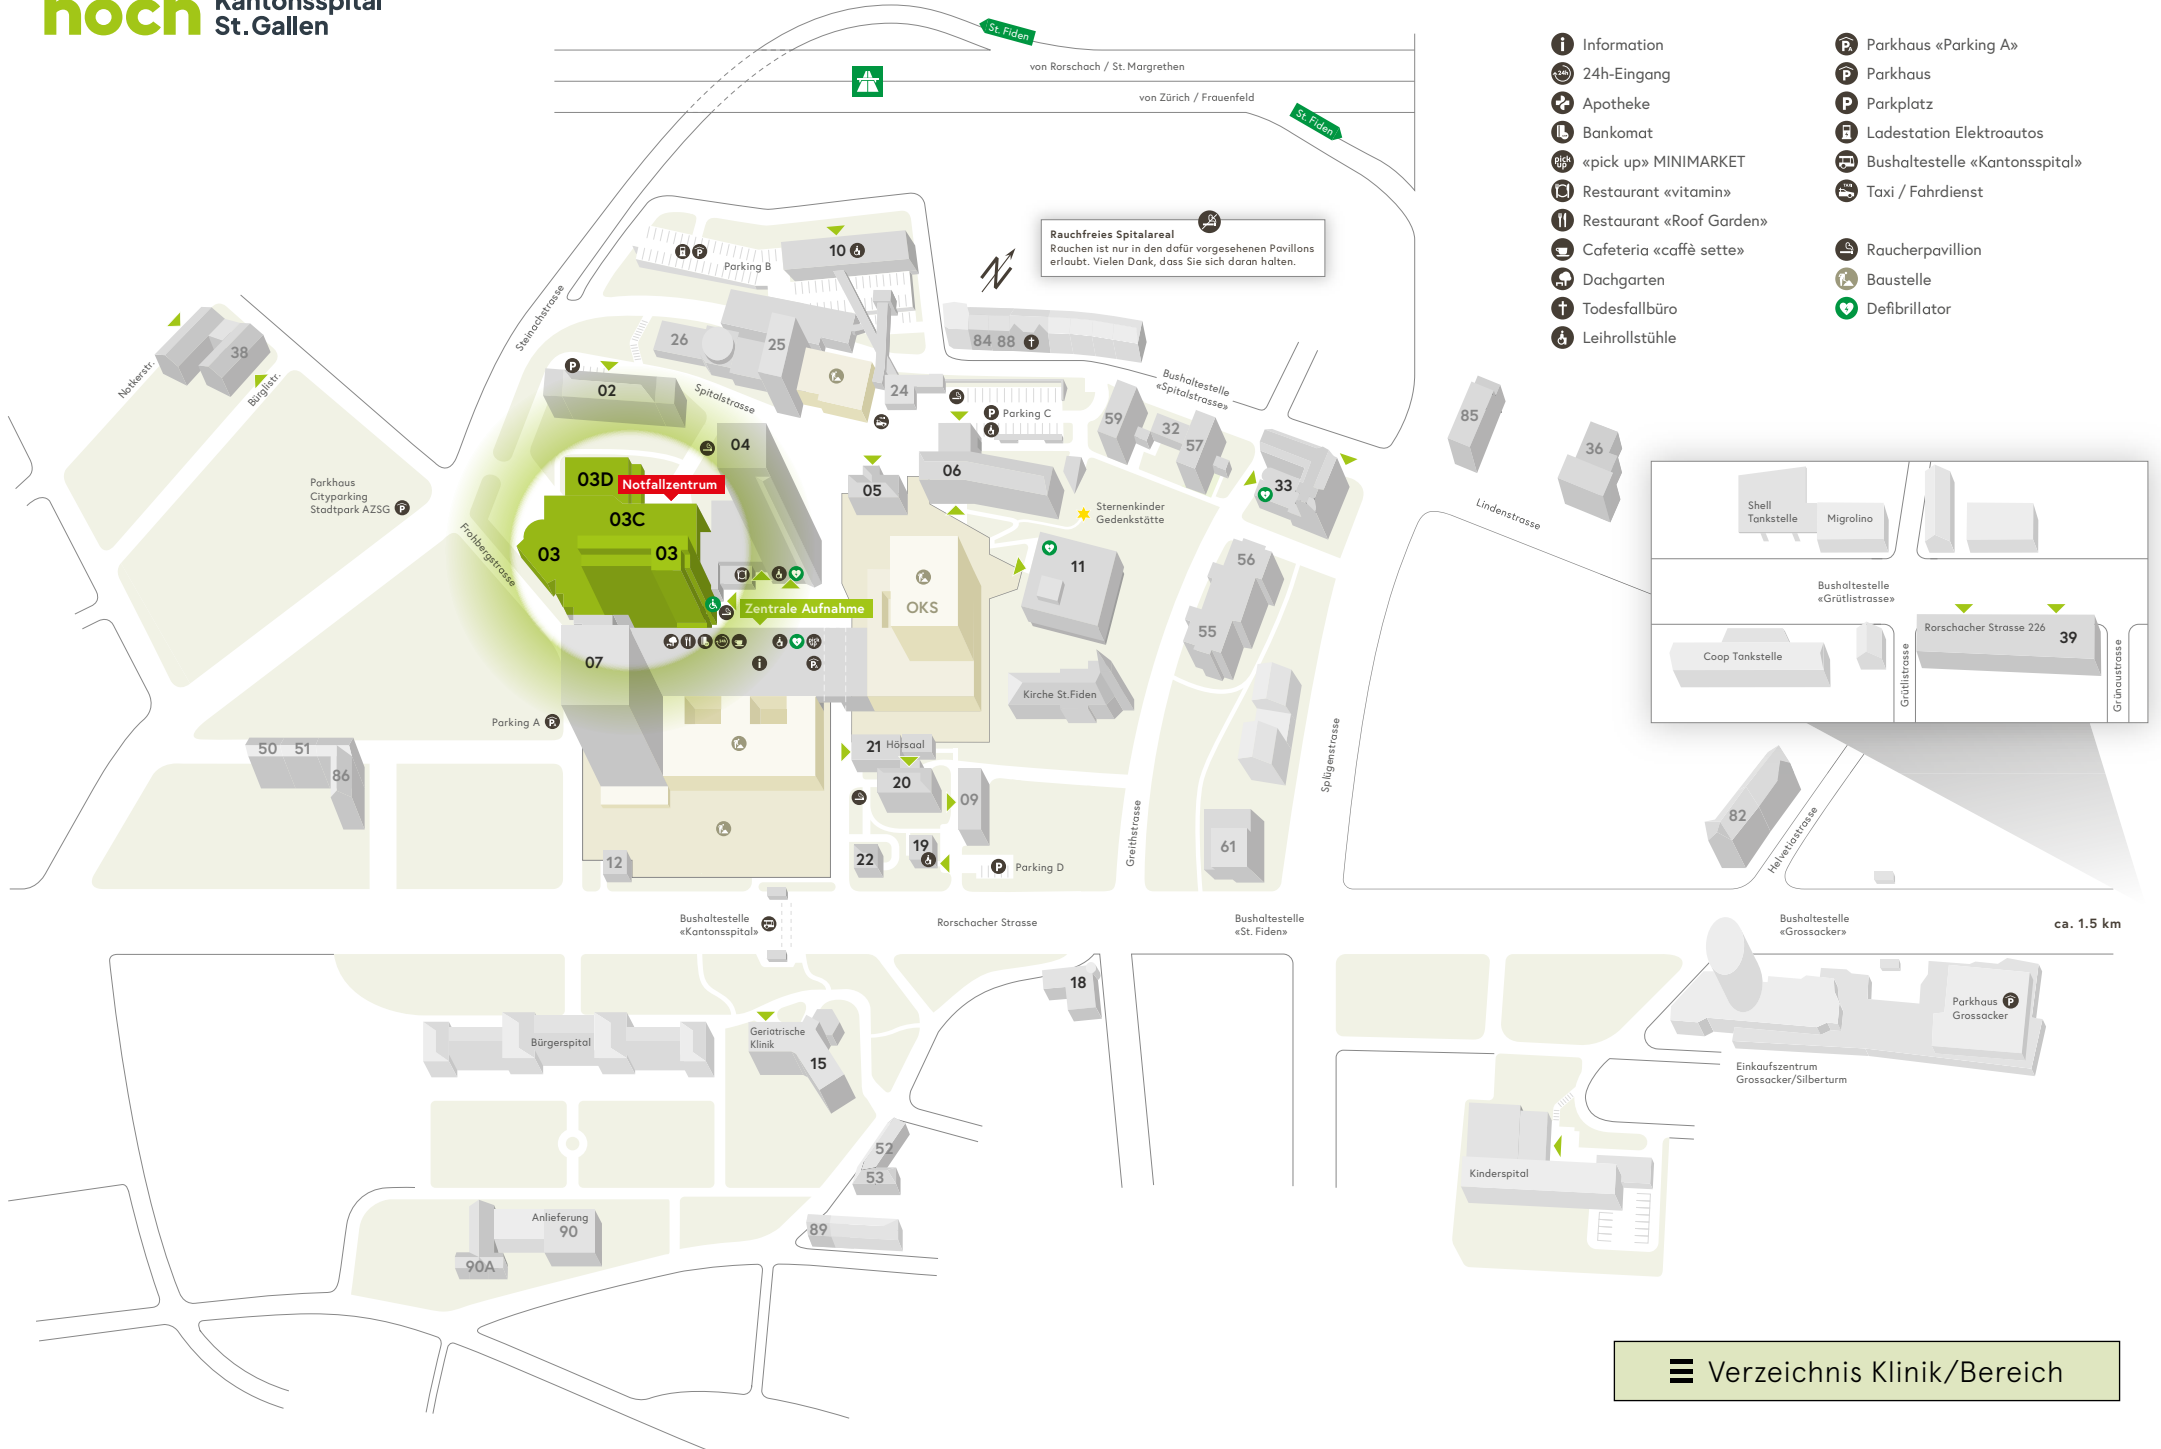 noch Kantonsspital
St.Gallen
St. Fiden
von Rorschach / St. Margrethen
von Zürich / Frauenfeld
St. Fiden
Information
24h-Eingang
Apotheke
Bankomat
«pick up» MINIMARKET
Restaurant «vitamin»
Restaurant «Roof Garden»
Cafeteria «caffè sette»
Dachgarten
Todesfallbüro
Leihrollstühle
Parkhaus «Parking A»
Parkhaus
Parkplatz
Ladestation Elektroautos
Bushaltestelle «Kantonsspital»
Taxi / Fahrdienst
Raucherpavillion
Baustelle
Defibrillator
Rauchfreies Spitalareal
Rauchen ist nur in den dafür vorgesehenen Pavillons
erlaubt. Vielen Dank, dass Sie sich daran halten.
N
10
Parking B
Steinachstrasse
26
25
84 88
38
Notkerstr.
Bürglistr.
02
Spitalstrasse
24
Bushaltestelle
«Spitalstrasse»
Parking C
59
32
57
85
36
04
03D
Notfallzentrum
03C
03
03
05
06
33
Sternenkinder
Gedenkstätte
Lindenstrasse
Parkhaus
Cityparking
Stadtpark AZSG
Frohbergstrasse
11
OKS
56
55
Zentrale Aufnahme
07
Kirche St.Fiden
Shell
Tankstelle
Migrolino
Bushaltestelle
«Grütlistrasse»
Rorschacher Strasse 226
39
Coop Tankstelle
Grütlistrasse
Grünaustrasse
Parking A
50 51
86
21 Hörsaal
20
09
Splügenstrasse
Greithstrasse
82
Helvetiastrasse
61
12
22
19
Parking D
Bushaltestelle
«Kantonsspital»
Rorschacher Strasse
Bushaltestelle
«St. Fiden»
Bushaltestelle
«Grossacker»
ca. 1.5 km
18
Parkhaus
Grossacker
Bürgerspital
Geriatrische
Klinik
15
Einkaufszentrum
Grossacker/Silberturm
52
53
Kinderspital
Anlieferung
90
89
90A
Verzeichnis Klinik/Bereich